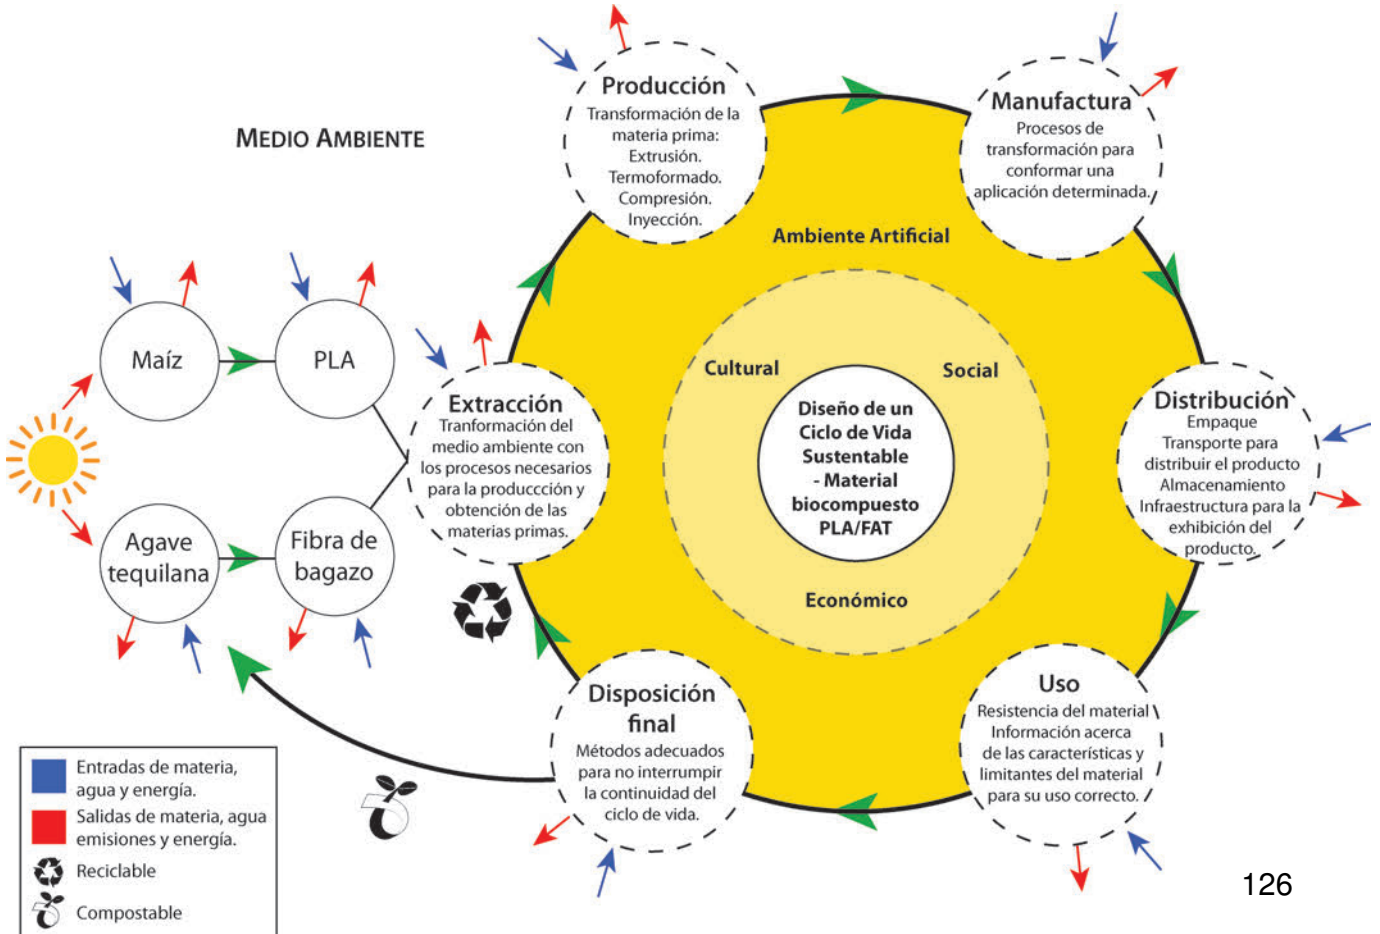 MEDIO AMBIENTE
Producción
Transformación de la
materia prima:
Extrusión.
Termoformado.
Compresión.
Inyección.
Manufactura
Procesos de
transformación para
conformar una
aplicación determinada.
Ambiente Artificial
Maíz
PLA
Extracción
Tranformación del
medio ambiente con
los procesos necesarios
para la produccción y
obtención de las
materias primas.
Cultural
Social
Económico
Diseño de un
Ciclo de Vida
Sustentable
- Material
biocompuesto
PLA/FAT
Distribución
Empaque
Transporte para
distribuir el producto
Almacenamiento
Infraestructura para la
exhibición del
producto.
Agave
tequilana
Fibra de
bagazo
Disposición
final
Métodos adecuados
para no interrumpir
la continuidad del
ciclo de vida.
Uso
Resistencia del material
Información acerca
de las características y
limitantes del material
para su uso correcto.
Entradas de materia,
agua y energía.
Salidas de materia, agua
emisiones y energía.
Reciclable
Compostable
126